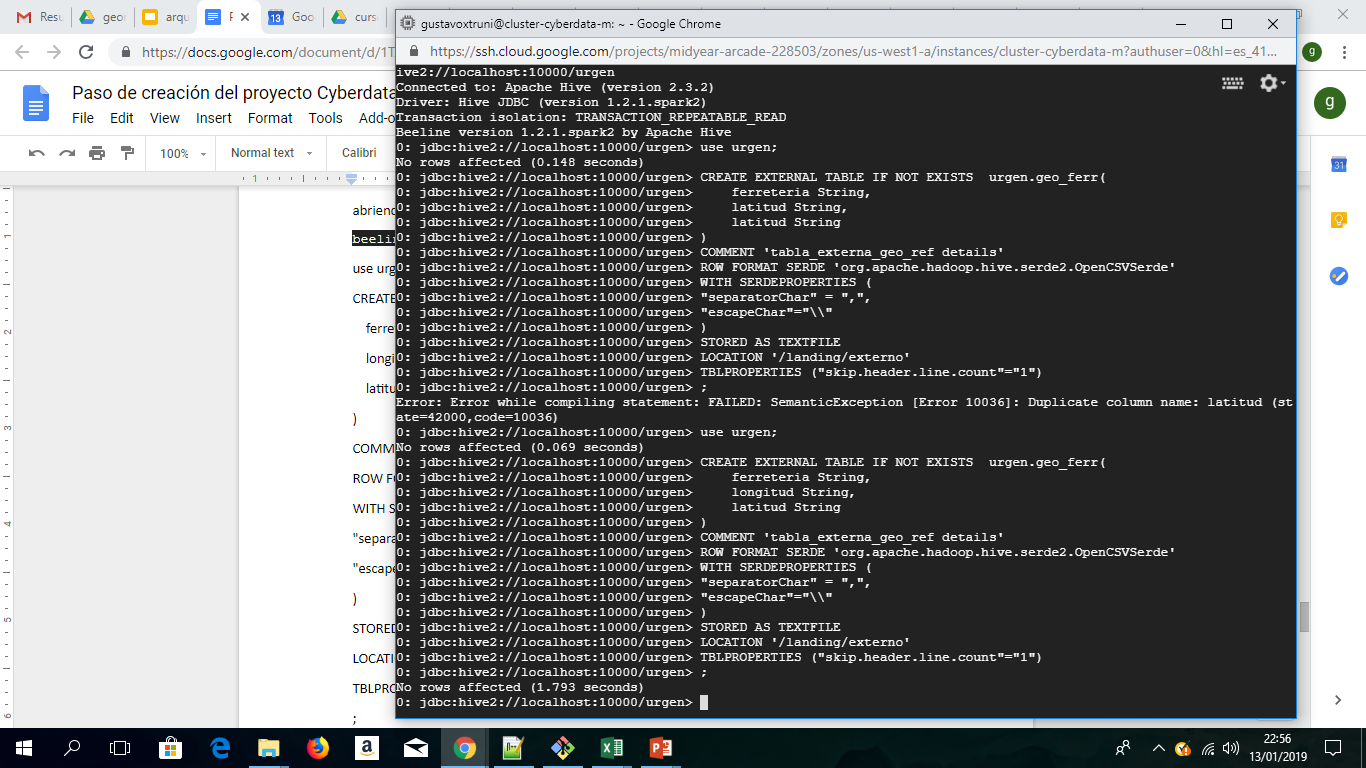 Resu
geor
arqu
P
Goo
curs
gustavoxtruni@cluster-cyberdata-m: ~ - Google Chrome
https://docs.google.com/document/d/1T
https://ssh.cloud.google.com/projects/midyear-arcade-228503/zones/us-west1-a/instances/cluster-cyberdata-m?authuser=0&hl=es_41...
g
Paso de creación del proyecto Cyberdata
File Edit View Insert Format Tools Add-o
g
100% Normal text Calibri
31
abrienc
beelin
use urg
CREATE
ferre
longi
latitu
)
COMM
ROW FO
WITH S
"separa
"escape
)
STORED
LOCATI
TBLPRO
;
ive2://localhost:10000/urgen
Connected to: Apache Hive (version 2.3.2)
Driver: Hive JDBC (version 1.2.1.spark2)
Transaction isolation: TRANSACTION_REPEATABLE_READ
Beeline version 1.2.1.spark2 by Apache Hive
0: jdbc:hive2://localhost:10000/urgen> use urgen;
No rows affected (0.148 seconds)
0: jdbc:hive2://localhost:10000/urgen> CREATE EXTERNAL TABLE IF NOT EXISTS  urgen.geo_ferr(
0: jdbc:hive2://localhost:10000/urgen>     ferreteria String,
0: jdbc:hive2://localhost:10000/urgen>     latitud String,
0: jdbc:hive2://localhost:10000/urgen>     latitud String
0: jdbc:hive2://localhost:10000/urgen> )
0: jdbc:hive2://localhost:10000/urgen> COMMENT 'tabla_externa_geo_ref details'
0: jdbc:hive2://localhost:10000/urgen> ROW FORMAT SERDE 'org.apache.hadoop.hive.serde2.OpenCSVSerde'
0: jdbc:hive2://localhost:10000/urgen> WITH SERDEPROPERTIES (
0: jdbc:hive2://localhost:10000/urgen> "separatorChar" = ",",
0: jdbc:hive2://localhost:10000/urgen> "escapeChar"="\\"
0: jdbc:hive2://localhost:10000/urgen> )
0: jdbc:hive2://localhost:10000/urgen> STORED AS TEXTFILE
0: jdbc:hive2://localhost:10000/urgen> LOCATION '/landing/externo'
0: jdbc:hive2://localhost:10000/urgen> TBLPROPERTIES ("skip.header.line.count"="1")
0: jdbc:hive2://localhost:10000/urgen> ;
Error: Error while compiling statement: FAILED: SemanticException [Error 10036]: Duplicate column name: latitud (st
ate=42000,code=10036)
0: jdbc:hive2://localhost:10000/urgen> use urgen;
No rows affected (0.069 seconds)
0: jdbc:hive2://localhost:10000/urgen> CREATE EXTERNAL TABLE IF NOT EXISTS  urgen.geo_ferr(
0: jdbc:hive2://localhost:10000/urgen>     ferreteria String,
0: jdbc:hive2://localhost:10000/urgen>     longitud String,
0: jdbc:hive2://localhost:10000/urgen>     latitud String
0: jdbc:hive2://localhost:10000/urgen> )
0: jdbc:hive2://localhost:10000/urgen> COMMENT 'tabla_externa_geo_ref details'
0: jdbc:hive2://localhost:10000/urgen> ROW FORMAT SERDE 'org.apache.hadoop.hive.serde2.OpenCSVSerde'
0: jdbc:hive2://localhost:10000/urgen> WITH SERDEPROPERTIES (
0: jdbc:hive2://localhost:10000/urgen> "separatorChar" = ",",
0: jdbc:hive2://localhost:10000/urgen> "escapeChar"="\\"
0: jdbc:hive2://localhost:10000/urgen> )
0: jdbc:hive2://localhost:10000/urgen> STORED AS TEXTFILE
0: jdbc:hive2://localhost:10000/urgen> LOCATION '/landing/externo'
0: jdbc:hive2://localhost:10000/urgen> TBLPROPERTIES ("skip.header.line.count"="1")
0: jdbc:hive2://localhost:10000/urgen> ;
No rows affected (1.793 seconds)
0: jdbc:hive2://localhost:10000/urgen>
22:56
13/01/2019